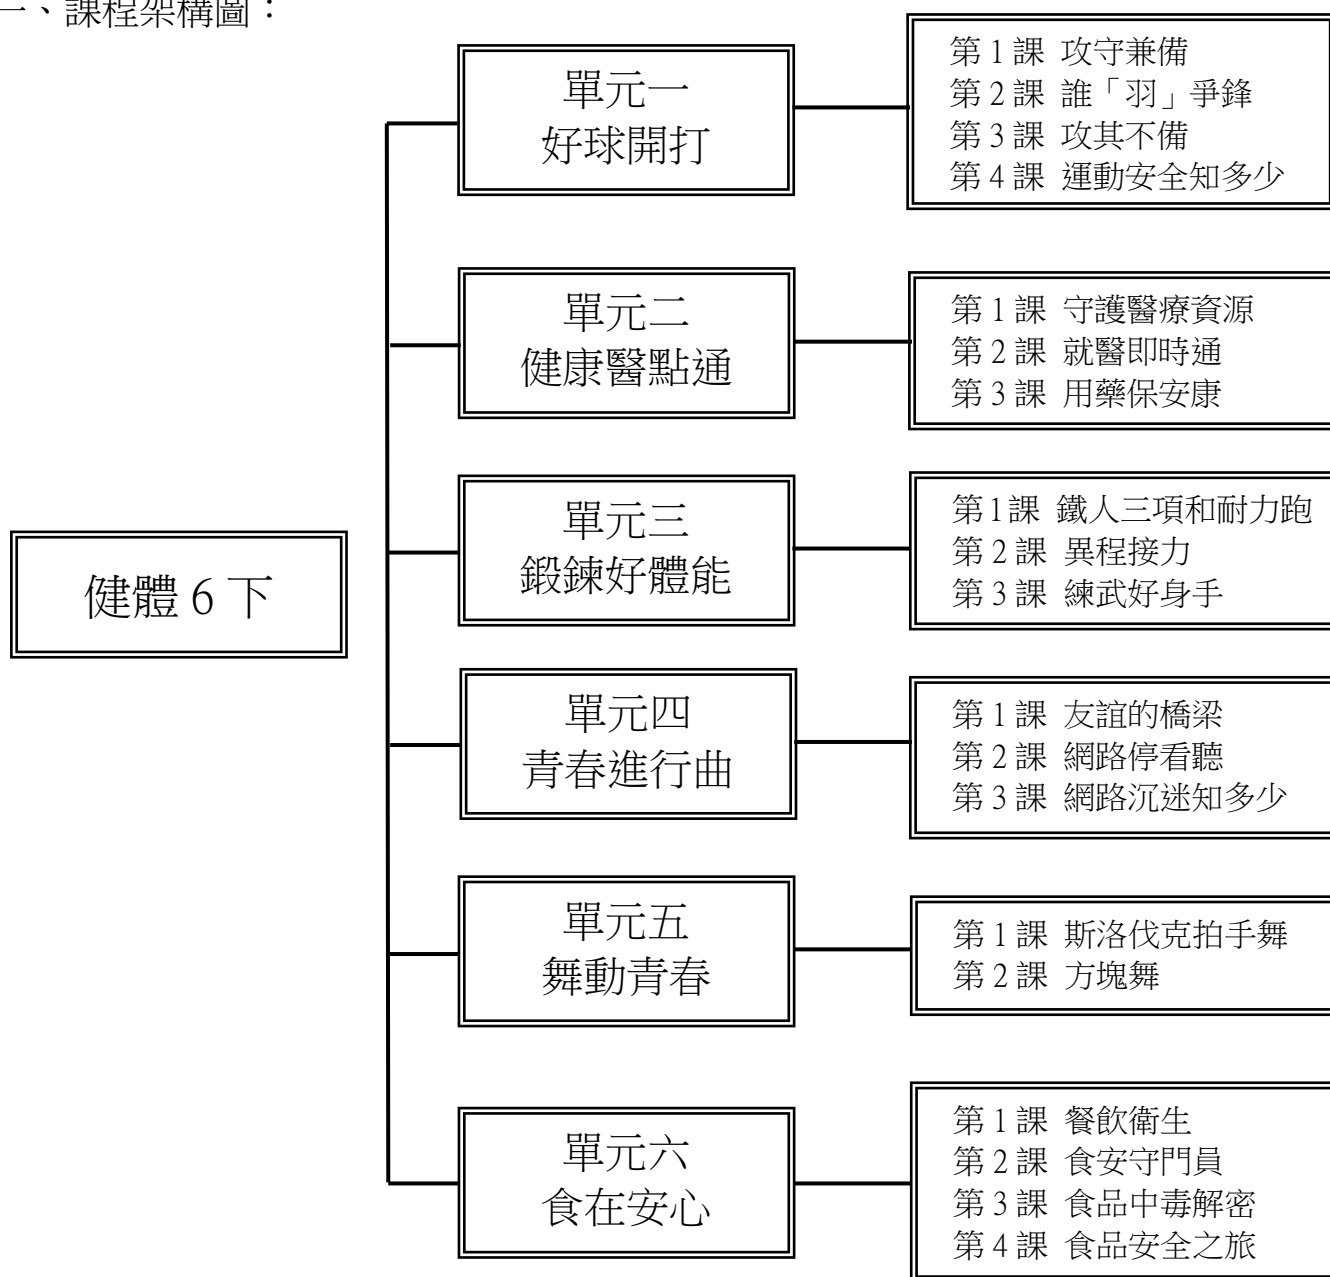 一、課程架構圖：
健體 6 下
單元一
好球開打
第 1 課 攻守兼備
第 2 課 誰「羽」爭鋒
第 3 課 攻其不備
第 4 課 運動安全知多少
單元二
健康醫點通
第 1 課 守護醫療資源
第 2 課 就醫即時通
第 3 課 用藥保安康
單元三
鍛鍊好體能
第 1 課 鐵人三項和耐力跑
第 2 課 異程接力
第 3 課 練武好身手
單元四
青春進行曲
第 1 課 友誼的橋梁
第 2 課 網路停看聽
第 3 課 網路沉迷知多少
單元五
舞動青春
第 1 課 斯洛伐克拍手舞
第 2 課 方塊舞
單元六
食在安心
第 1 課 餐飲衛生
第 2 課 食安守門員
第 3 課 食品中毒解密
第 4 課 食品安全之旅